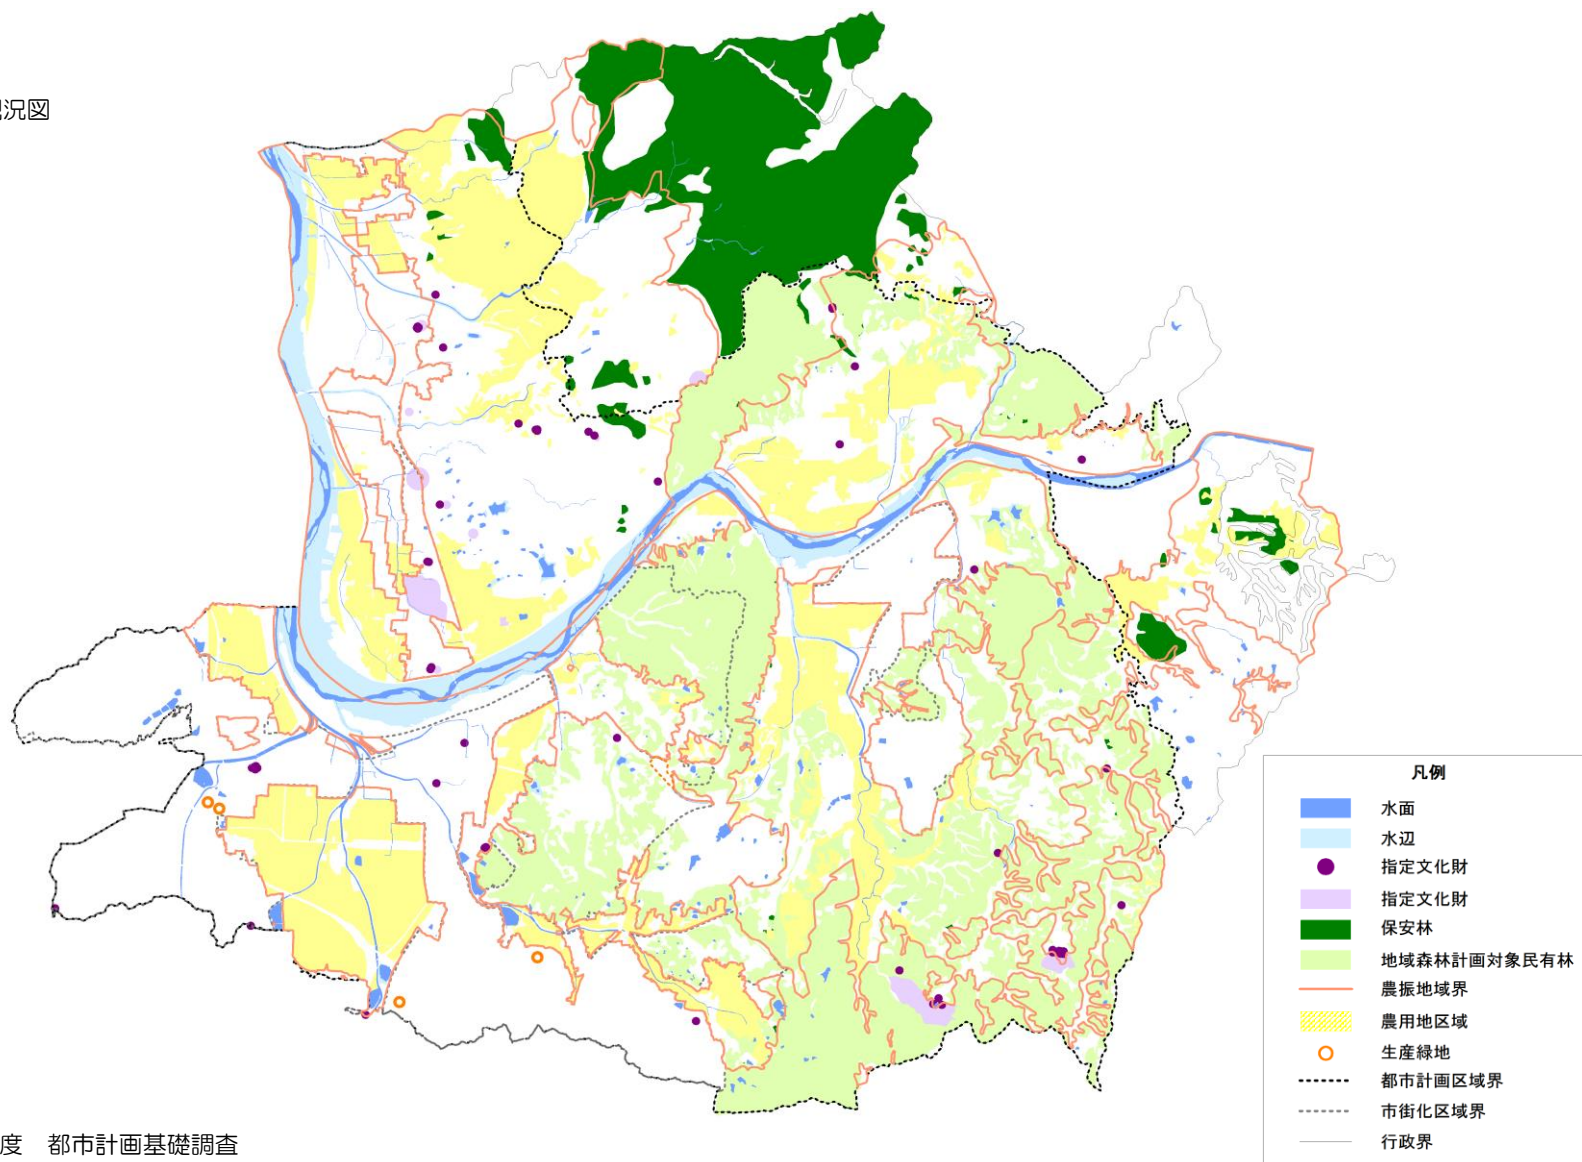 況図
凡例
水面
水辺
指定文化財
指定文化財
保安林
地域森林計画対象民有林
農振地域界
農用地区域
生産緑地
都市計画区域界
市街化区域界
行政界
度 都市計画基礎調査